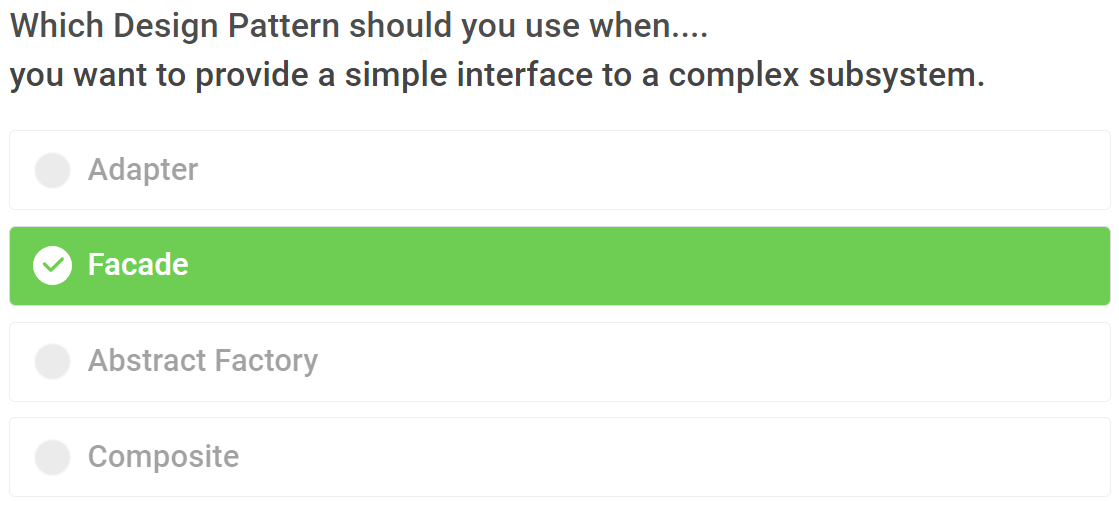 Which Design Pattern should you use when....
you want to provide a simple interface to a complex subsystem.
Adapter
Facade
Abstract Factory
Composite